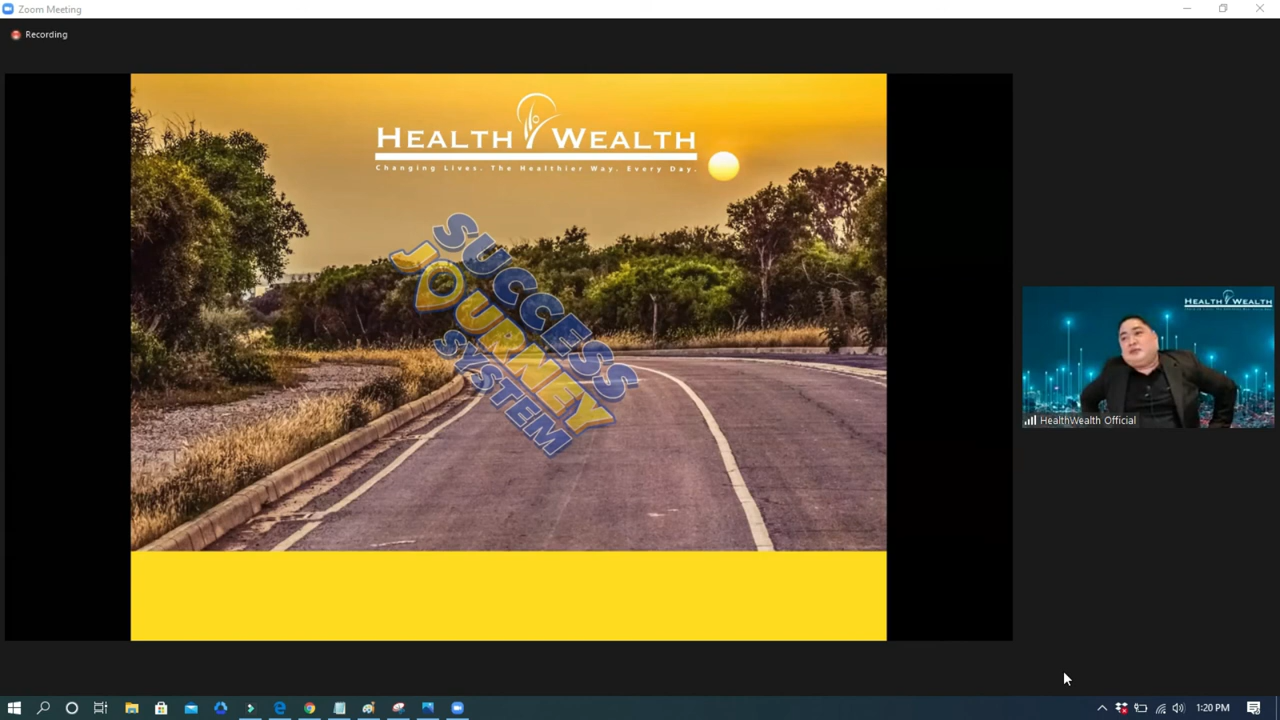 Zoom Meeting
Recording
HEALTH WEALTH
Changing Lives. The Healthier Way. Every Day.
SUCCESS
JOURNEY
SYSTEM
HEALTH WEALTH
HealthWealth Official
1:20 PM